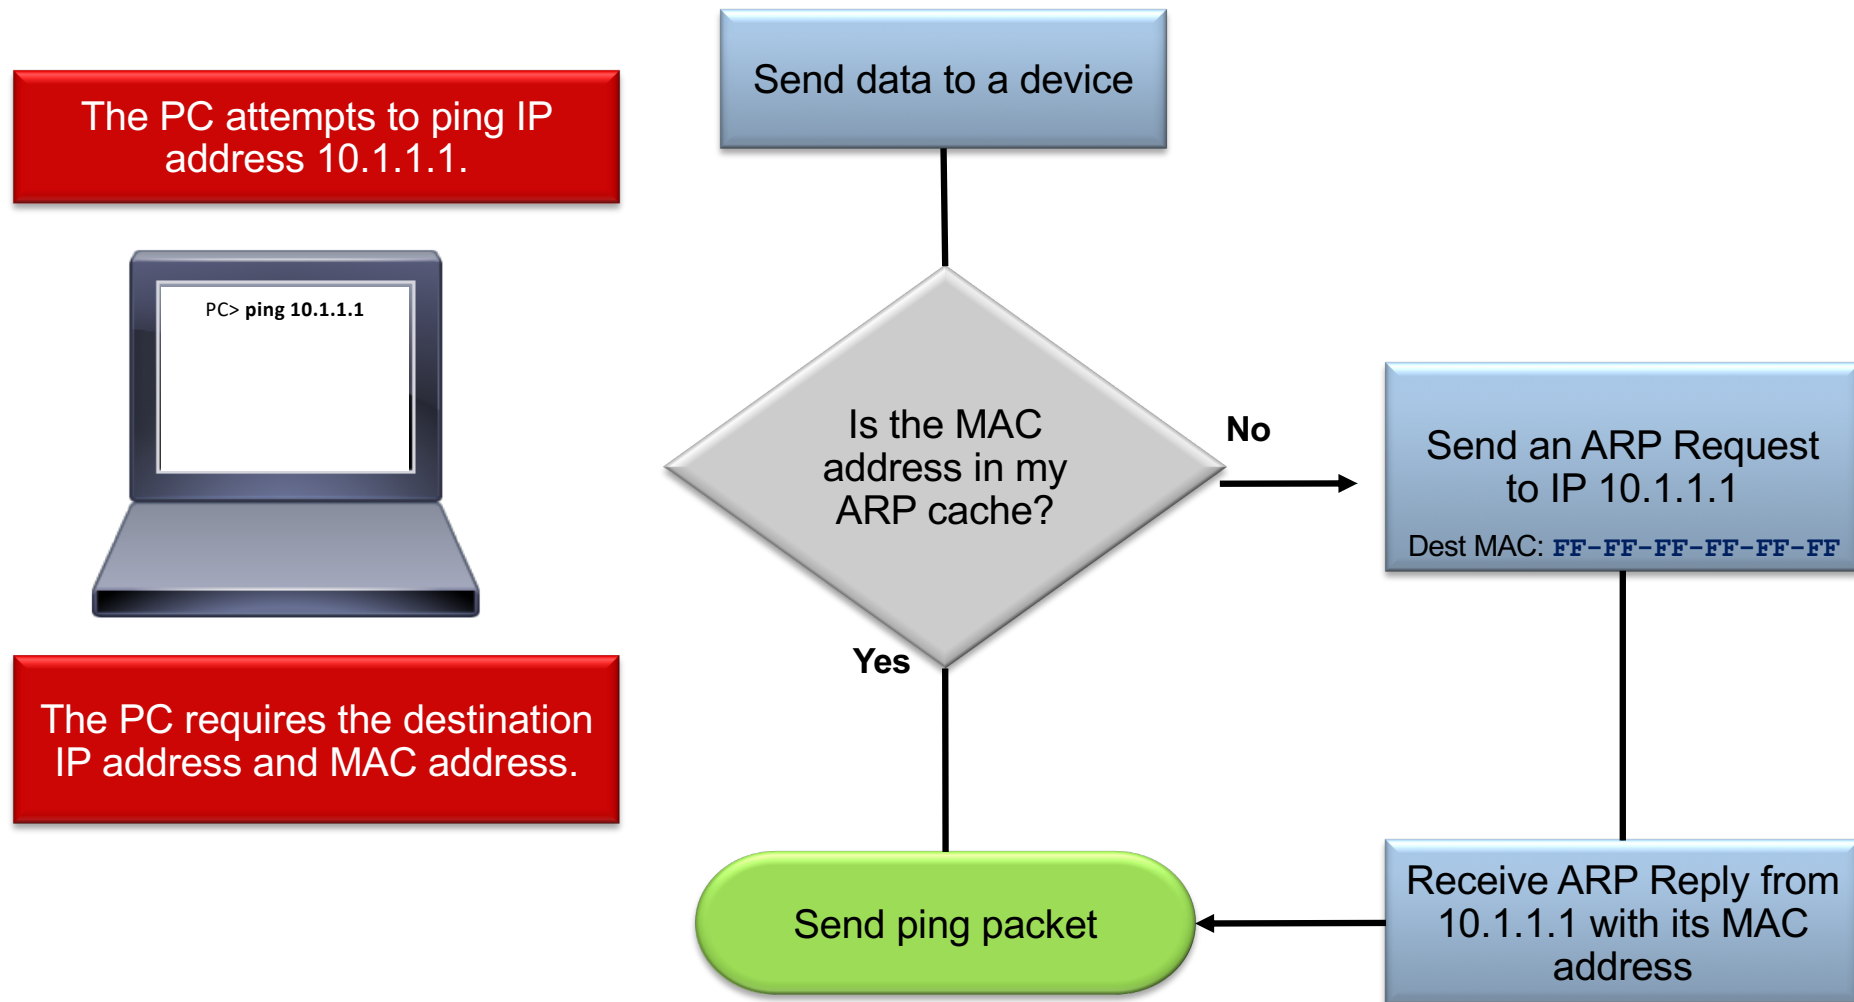 The PC attempts to ping IP
address 10.1.1.1.
PC> ping 10.1.1.1
The PC requires the destination
IP address and MAC address.
Send data to a device
Is the MAC
address in my
ARP cache?
No
Yes
Send an ARP Request
to IP 10.1.1.1
Dest MAC: FF-FF-FF-FF-FF-FF
Receive ARP Reply from
10.1.1.1 with its MAC
address
Send ping packet